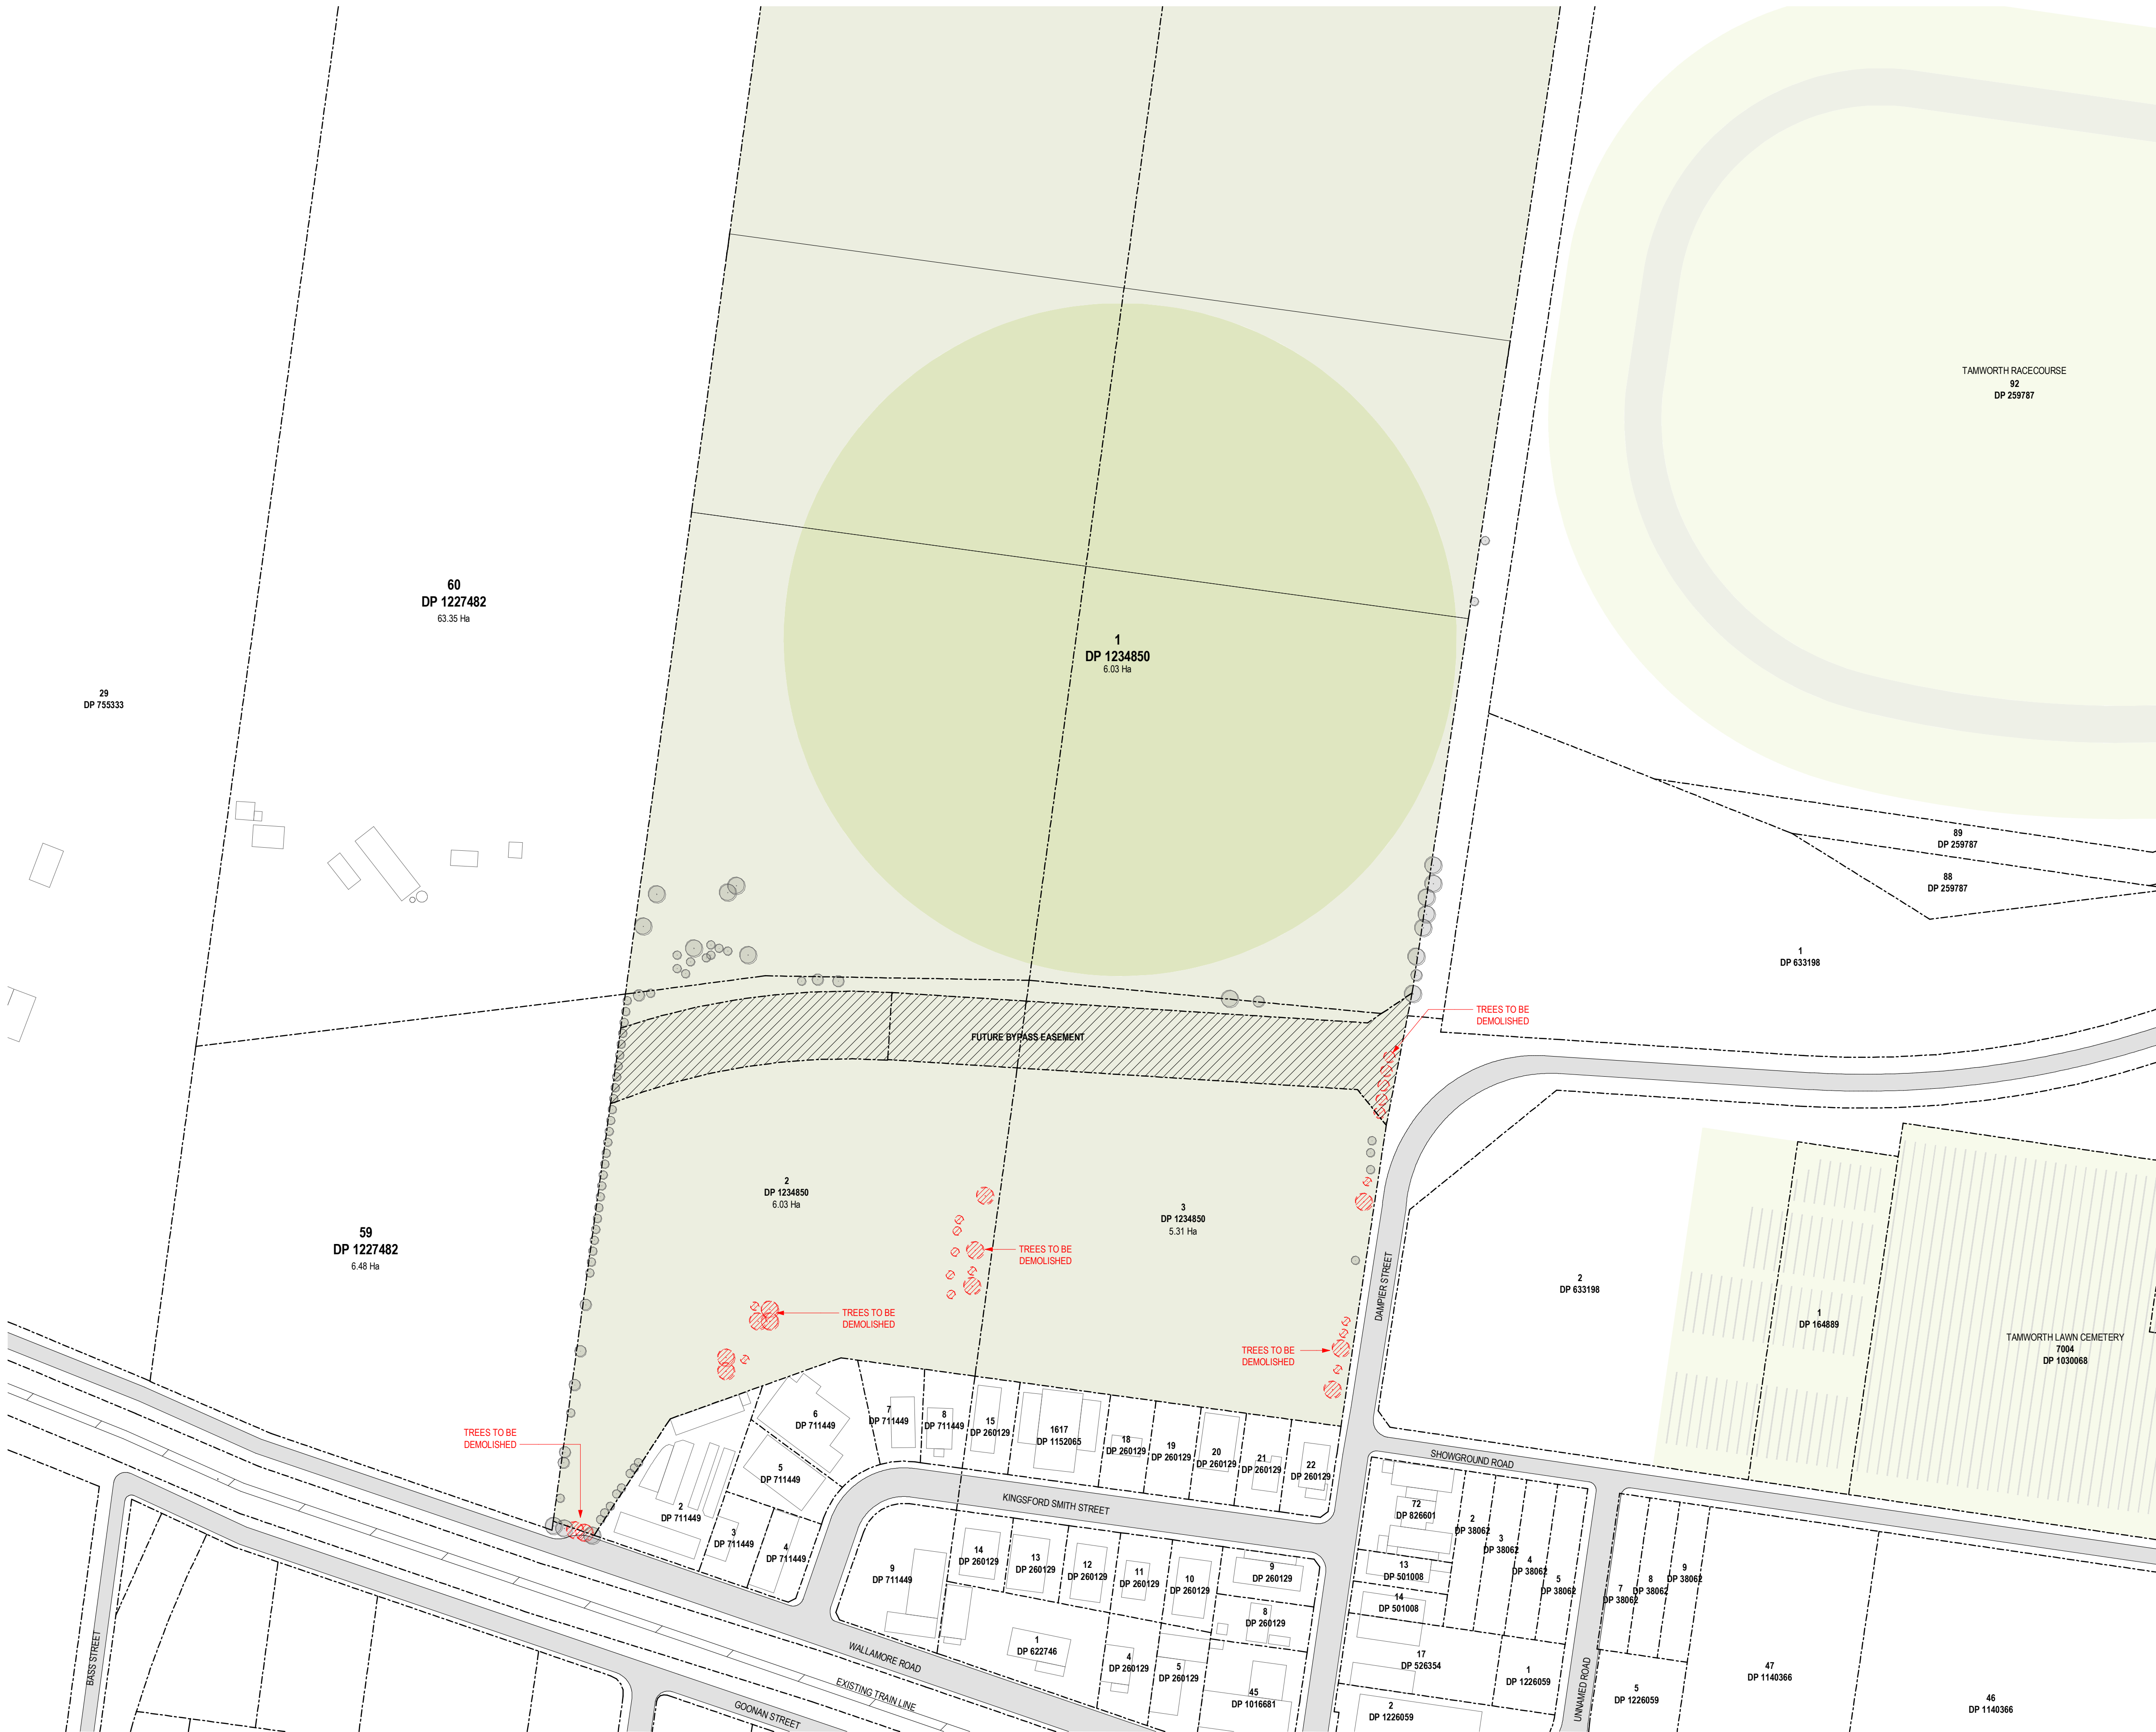 TAMWORTH RACECOURSE
92
DP 259787
60
DP 1227482
63.35 Ha
1
DP 1234850
6.03 Ha
29
DP 755333
89
DP 259787
88
DP 259787
1
DP 633198
TREES TO BE
DEMOLISHED
FUTURE BYPASS EASEMENT
2
DP 1234850
6.03 Ha
3
DP 1234850
5.31 Ha
59
DP 1227482
6.48 Ha
TREES TO BE
DEMOLISHED
DAMPIER STREET
2
DP 633198
1
DP 164889
TAMWORTH LAWN CEMETERY
7004
DP 1030068
TREES TO BE
DEMOLISHED
TREES TO BE
DEMOLISHED
TREES TO BE
DEMOLISHED
6
DP 711449
7
DP 711449
8
DP 711449
15
DP 260129
1617
DP 1152065
18
DP 260129
19
DP 260129
20
DP 260129
21
DP 260129
22
DP 260129
SHOWGROUND ROAD
5
DP 711449
2
DP 711449
3
DP 711449
4
DP 711449
KINGSFORD SMITH STREET
72
DP 826601
2
DP 38062
3
DP 38062
4
DP 38062
5
DP 38062
7
DP 38062
8
DP 38062
9
DP 38062
9
DP 711449
14
DP 260129
13
DP 260129
12
DP 260129
11
DP 260129
10
DP 260129
9
DP 260129
13
DP 501008
14
DP 501008
8
DP 260129
1
DP 622746
4
DP 260129
5
DP 260129
45
DP 1016681
17
DP 526354
1
DP 1226059
2
DP 1226059
UNNAMED ROAD
5
DP 1226059
47
DP 1140366
46
DP 1140366
BASS STREET
WALLAMORE ROAD
EXISTING TRAIN LINE
GOONAN STREET